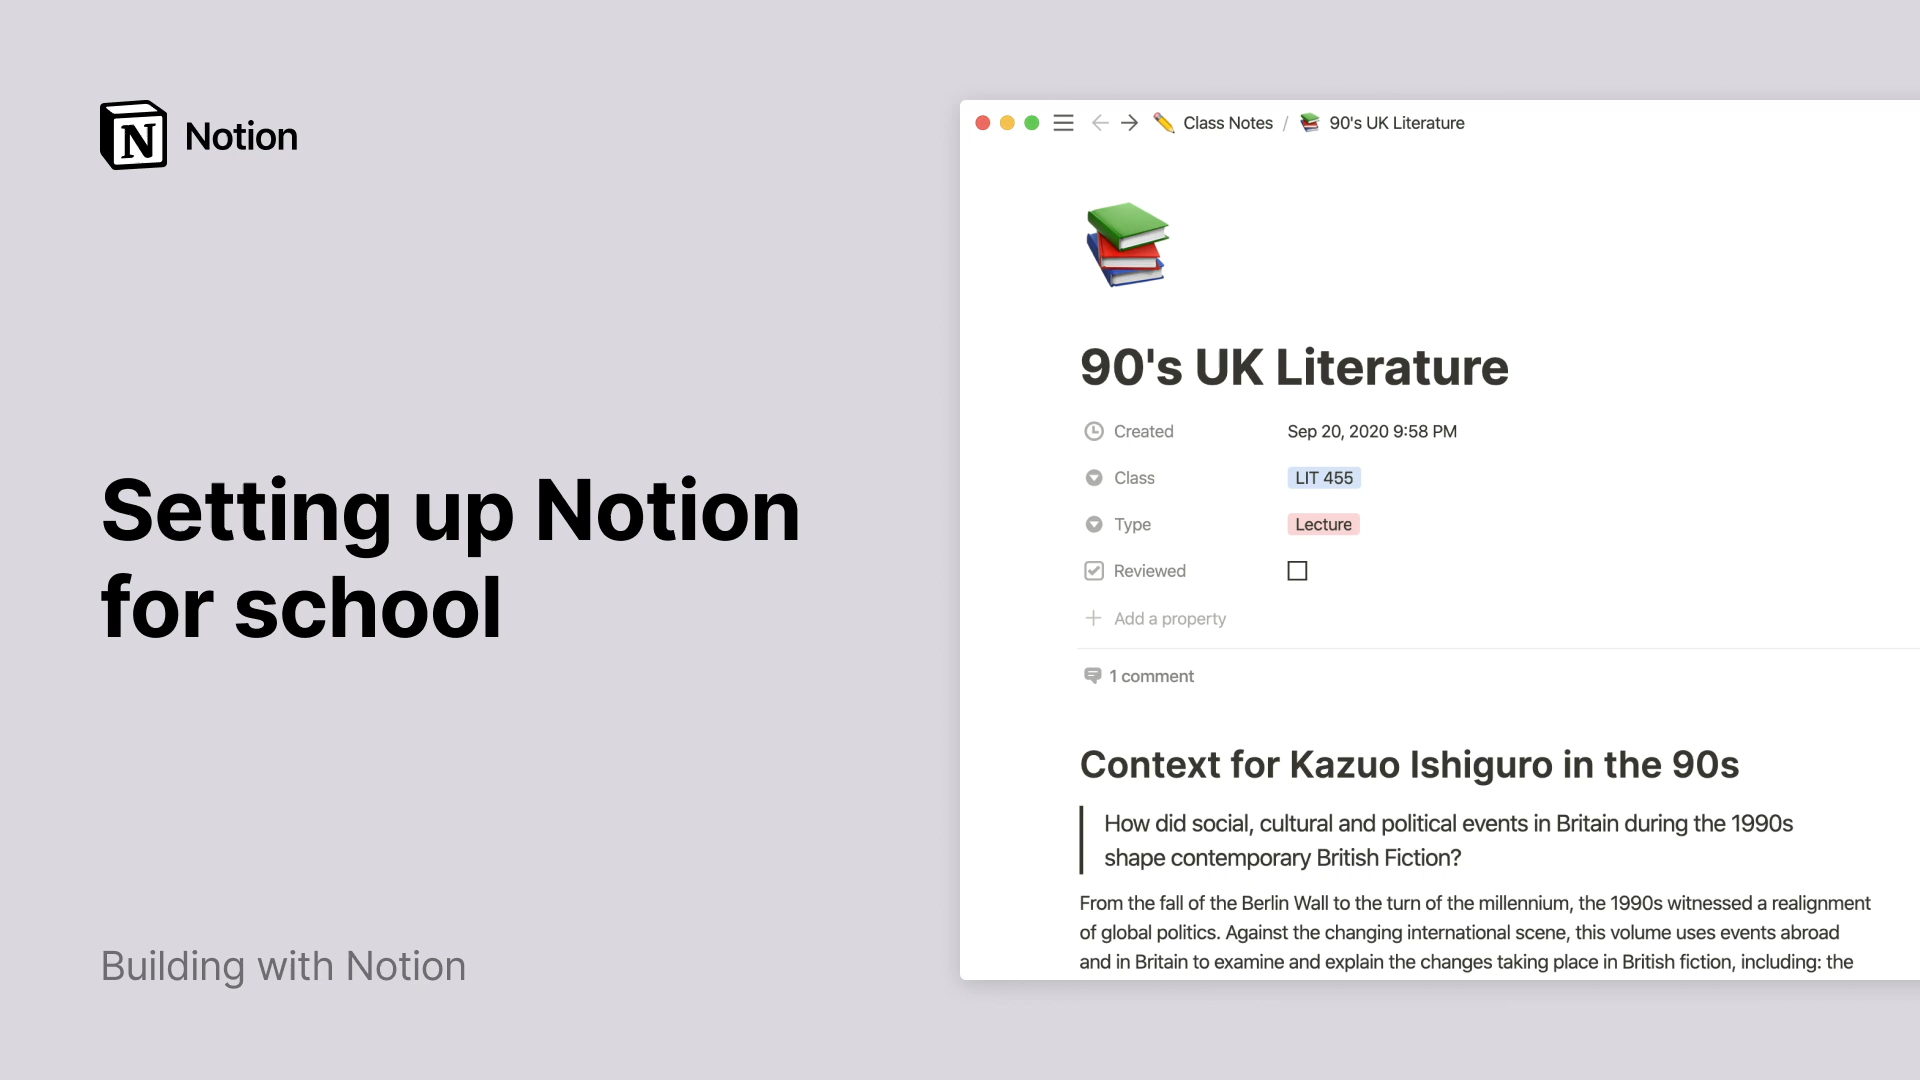 Notion
Setting up Notion
for school
Building with Notion
Class Notes / 90's UK Literature
90's UK Literature
Created Sep 20, 2020 9:58 PM
Class LIT 455
Type Lecture
Reviewed
Add a property
1 comment
Context for Kazuo Ishiguro in the 90s
How did social, cultural and political events in Britain during the 1990s
shape contemporary British Fiction?
From the fall of the Berlin Wall to the turn of the millennium, the 1990s witnessed a realignment
of global politics. Against the changing international scene, this volume uses events abroad
and in Britain to examine and explain the changes taking place in British fiction, including: the